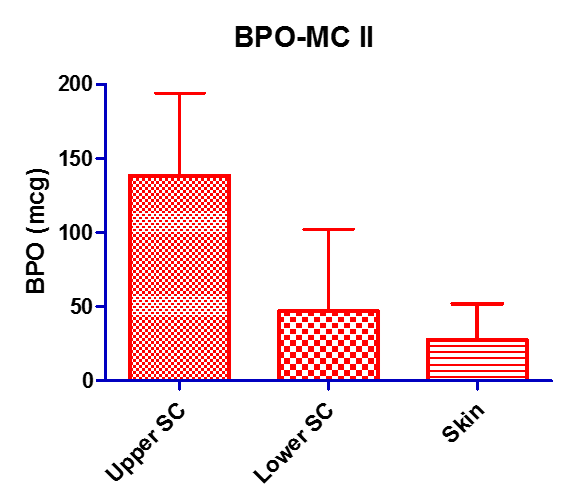 BPO-MC II
BPO (mcg)
200
150
100
50
0
Upper SC
Lower SC
Skin